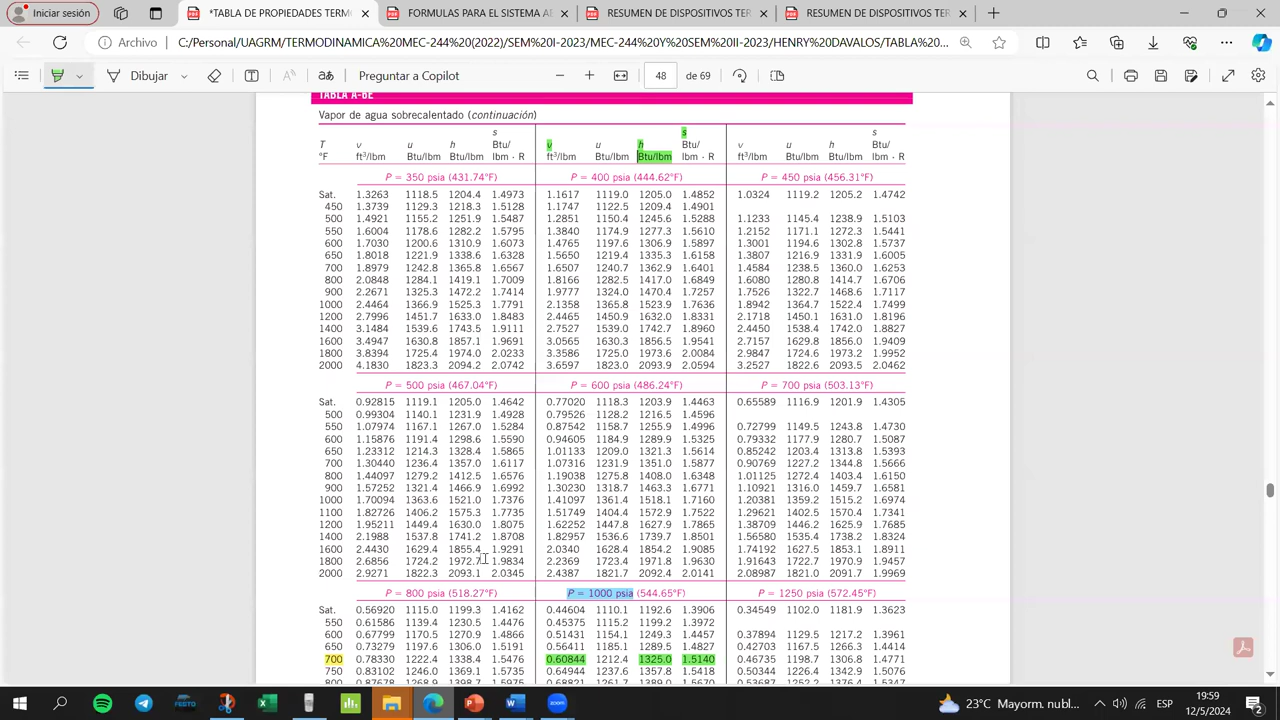 Iniciar sesión
*TABLA DE PROPIEDADES TERM
FORMULAS PARA EL SISTEMA AB
RESUMEN DE DISPOSITIVOS TER
RESUMEN DE DISPOSITIVOS TER
Archivo
C:/Personal/UAGRM/TERMODINAMICA%20MEC-244%20(2022)/SEM%20I-2023/MEC-244%20Y%20SEM%20II-2023/HENRY%20DAVALOS/TABLA%20...
Dibujar
Preguntar a Copilot
48 de 69
TABLA A-6E
Vapor de agua sobrecalentado (continuación)
s s s
T v u h Btu/ v u h Btu/ v u h Btu/
°F ft³/lbm Btu/lbm Btu/lbm lbm · R ft³/lbm Btu/lbm Btu/lbm lbm · R ft³/lbm Btu/lbm Btu/lbm lbm · R
P = 350 psia (431.74°F) P = 400 psia (444.62°F) P = 450 psia (456.31°F)
Sat. 1.3263 1118.5 1204.4 1.4973 1.1617 1119.0 1205.0 1.4852 1.0324 1119.2 1205.2 1.4742
450 1.3739 1129.3 1218.3 1.5128 1.1747 1122.5 1209.4 1.4901
500 1.4921 1155.2 1251.9 1.5487 1.2851 1150.4 1245.6 1.5288 1.1233 1145.4 1238.9 1.5103
550 1.6004 1178.6 1282.2 1.5795 1.3840 1174.9 1277.3 1.5610 1.2152 1171.1 1272.3 1.5441
600 1.7030 1200.6 1310.9 1.6073 1.4765 1197.6 1306.9 1.5897 1.3001 1194.6 1302.8 1.5737
650 1.8018 1221.9 1338.6 1.6328 1.5650 1219.4 1335.3 1.6158 1.3807 1216.9 1331.9 1.6005
700 1.8979 1242.8 1365.8 1.6567 1.6507 1240.7 1362.9 1.6401 1.4584 1238.5 1360.0 1.6253
800 2.0848 1284.1 1419.1 1.7009 1.8166 1282.5 1417.0 1.6849 1.6080 1280.8 1414.7 1.6706
900 2.2671 1325.3 1472.2 1.7414 1.9777 1324.0 1470.4 1.7257 1.7526 1322.7 1468.6 1.7117
1000 2.4464 1366.9 1525.3 1.7791 2.1358 1365.8 1523.9 1.7636 1.8942 1364.7 1522.4 1.7499
1200 2.7996 1451.7 1633.0 1.8483 2.4465 1450.9 1632.0 1.8331 2.1718 1450.1 1631.0 1.8196
1400 3.1484 1539.6 1743.5 1.9111 2.7527 1539.0 1742.7 1.8960 2.4450 1538.4 1742.0 1.8827
1600 3.4947 1630.8 1857.1 1.9691 3.0565 1630.3 1856.5 1.9541 2.7157 1629.8 1856.0 1.9409
1800 3.8394 1725.4 1974.0 2.0233 3.3586 1725.0 1973.6 2.0084 2.9847 1724.6 1973.2 1.9952
2000 4.1830 1823.3 2094.2 2.0742 3.6597 1823.0 2093.9 2.0594 3.2527 1822.6 2093.5 2.0462
P = 500 psia (467.04°F) P = 600 psia (486.24°F) P = 700 psia (503.13°F)
Sat. 0.92815 1119.1 1205.0 1.4642 0.77020 1118.3 1203.9 1.4463 0.65589 1116.9 1201.9 1.4305
500 0.99304 1140.1 1231.9 1.4928 0.79526 1128.2 1216.5 1.4596
550 1.07974 1167.1 1267.0 1.5284 0.87542 1158.7 1255.9 1.4996 0.72799 1149.5 1243.8 1.4730
600 1.15876 1191.4 1298.6 1.5590 0.94605 1184.9 1289.9 1.5325 0.79332 1177.9 1280.7 1.5087
650 1.23312 1214.3 1328.4 1.5865 1.01133 1209.0 1321.3 1.5614 0.85242 1203.4 1313.8 1.5393
700 1.30440 1236.4 1357.0 1.6117 1.07316 1231.9 1351.0 1.5877 0.90769 1227.2 1344.8 1.5666
800 1.44097 1279.2 1412.5 1.6576 1.19038 1275.8 1408.0 1.6348 1.01125 1272.4 1403.4 1.6150
900 1.57252 1321.4 1466.9 1.6992 1.30230 1318.7 1463.3 1.6771 1.10921 1316.0 1459.7 1.6581
1000 1.70094 1363.6 1521.0 1.7376 1.41097 1361.4 1518.1 1.7160 1.20381 1359.2 1515.2 1.6974
1100 1.82726 1406.2 1575.3 1.7735 1.51749 1404.4 1572.9 1.7522 1.29621 1402.5 1570.4 1.7341
1200 1.95211 1449.4 1630.0 1.8075 1.62252 1447.8 1627.9 1.7865 1.38709 1446.2 1625.9 1.7685
1400 2.1988 1537.8 1741.2 1.8708 1.82957 1536.6 1739.7 1.8501 1.56580 1535.4 1738.2 1.8324
1600 2.4430 1629.4 1855.4 1.9291 2.0340 1628.4 1854.2 1.9085 1.74192 1627.5 1853.1 1.8911
1800 2.6856 1724.2 1972.7 1.9834 2.2369 1723.4 1971.8 1.9630 1.91643 1722.7 1970.9 1.9457
2000 2.9271 1822.3 2093.1 2.0345 2.4387 1821.7 2092.4 2.0141 2.08987 1821.0 2091.7 1.9969
P = 800 psia (518.27°F) P = 1000 psia (544.65°F) P = 1250 psia (572.45°F)
Sat. 0.56920 1115.0 1199.3 1.4162 0.44604 1110.1 1192.6 1.3906 0.34549 1102.0 1181.9 1.3623
550 0.61586 1139.4 1230.5 1.4476 0.45375 1115.2 1199.2 1.3972
600 0.67799 1170.5 1270.9 1.4866 0.51431 1154.1 1249.3 1.4457 0.37894 1129.5 1217.2 1.3961
650 0.73279 1197.6 1306.0 1.5191 0.56411 1185.1 1289.5 1.4827 0.42703 1167.5 1266.3 1.4414
700 0.78330 1222.4 1338.4 1.5476 0.60844 1212.4 1325.0 1.5140 0.46735 1198.7 1306.8 1.4771
750 0.83102 1246.0 1369.1 1.5735 0.64944 1237.6 1357.8 1.5418 0.50344 1226.4 1342.9 1.5076
23°C Mayorm. nubl...
ESP
19:59
12/5/2024